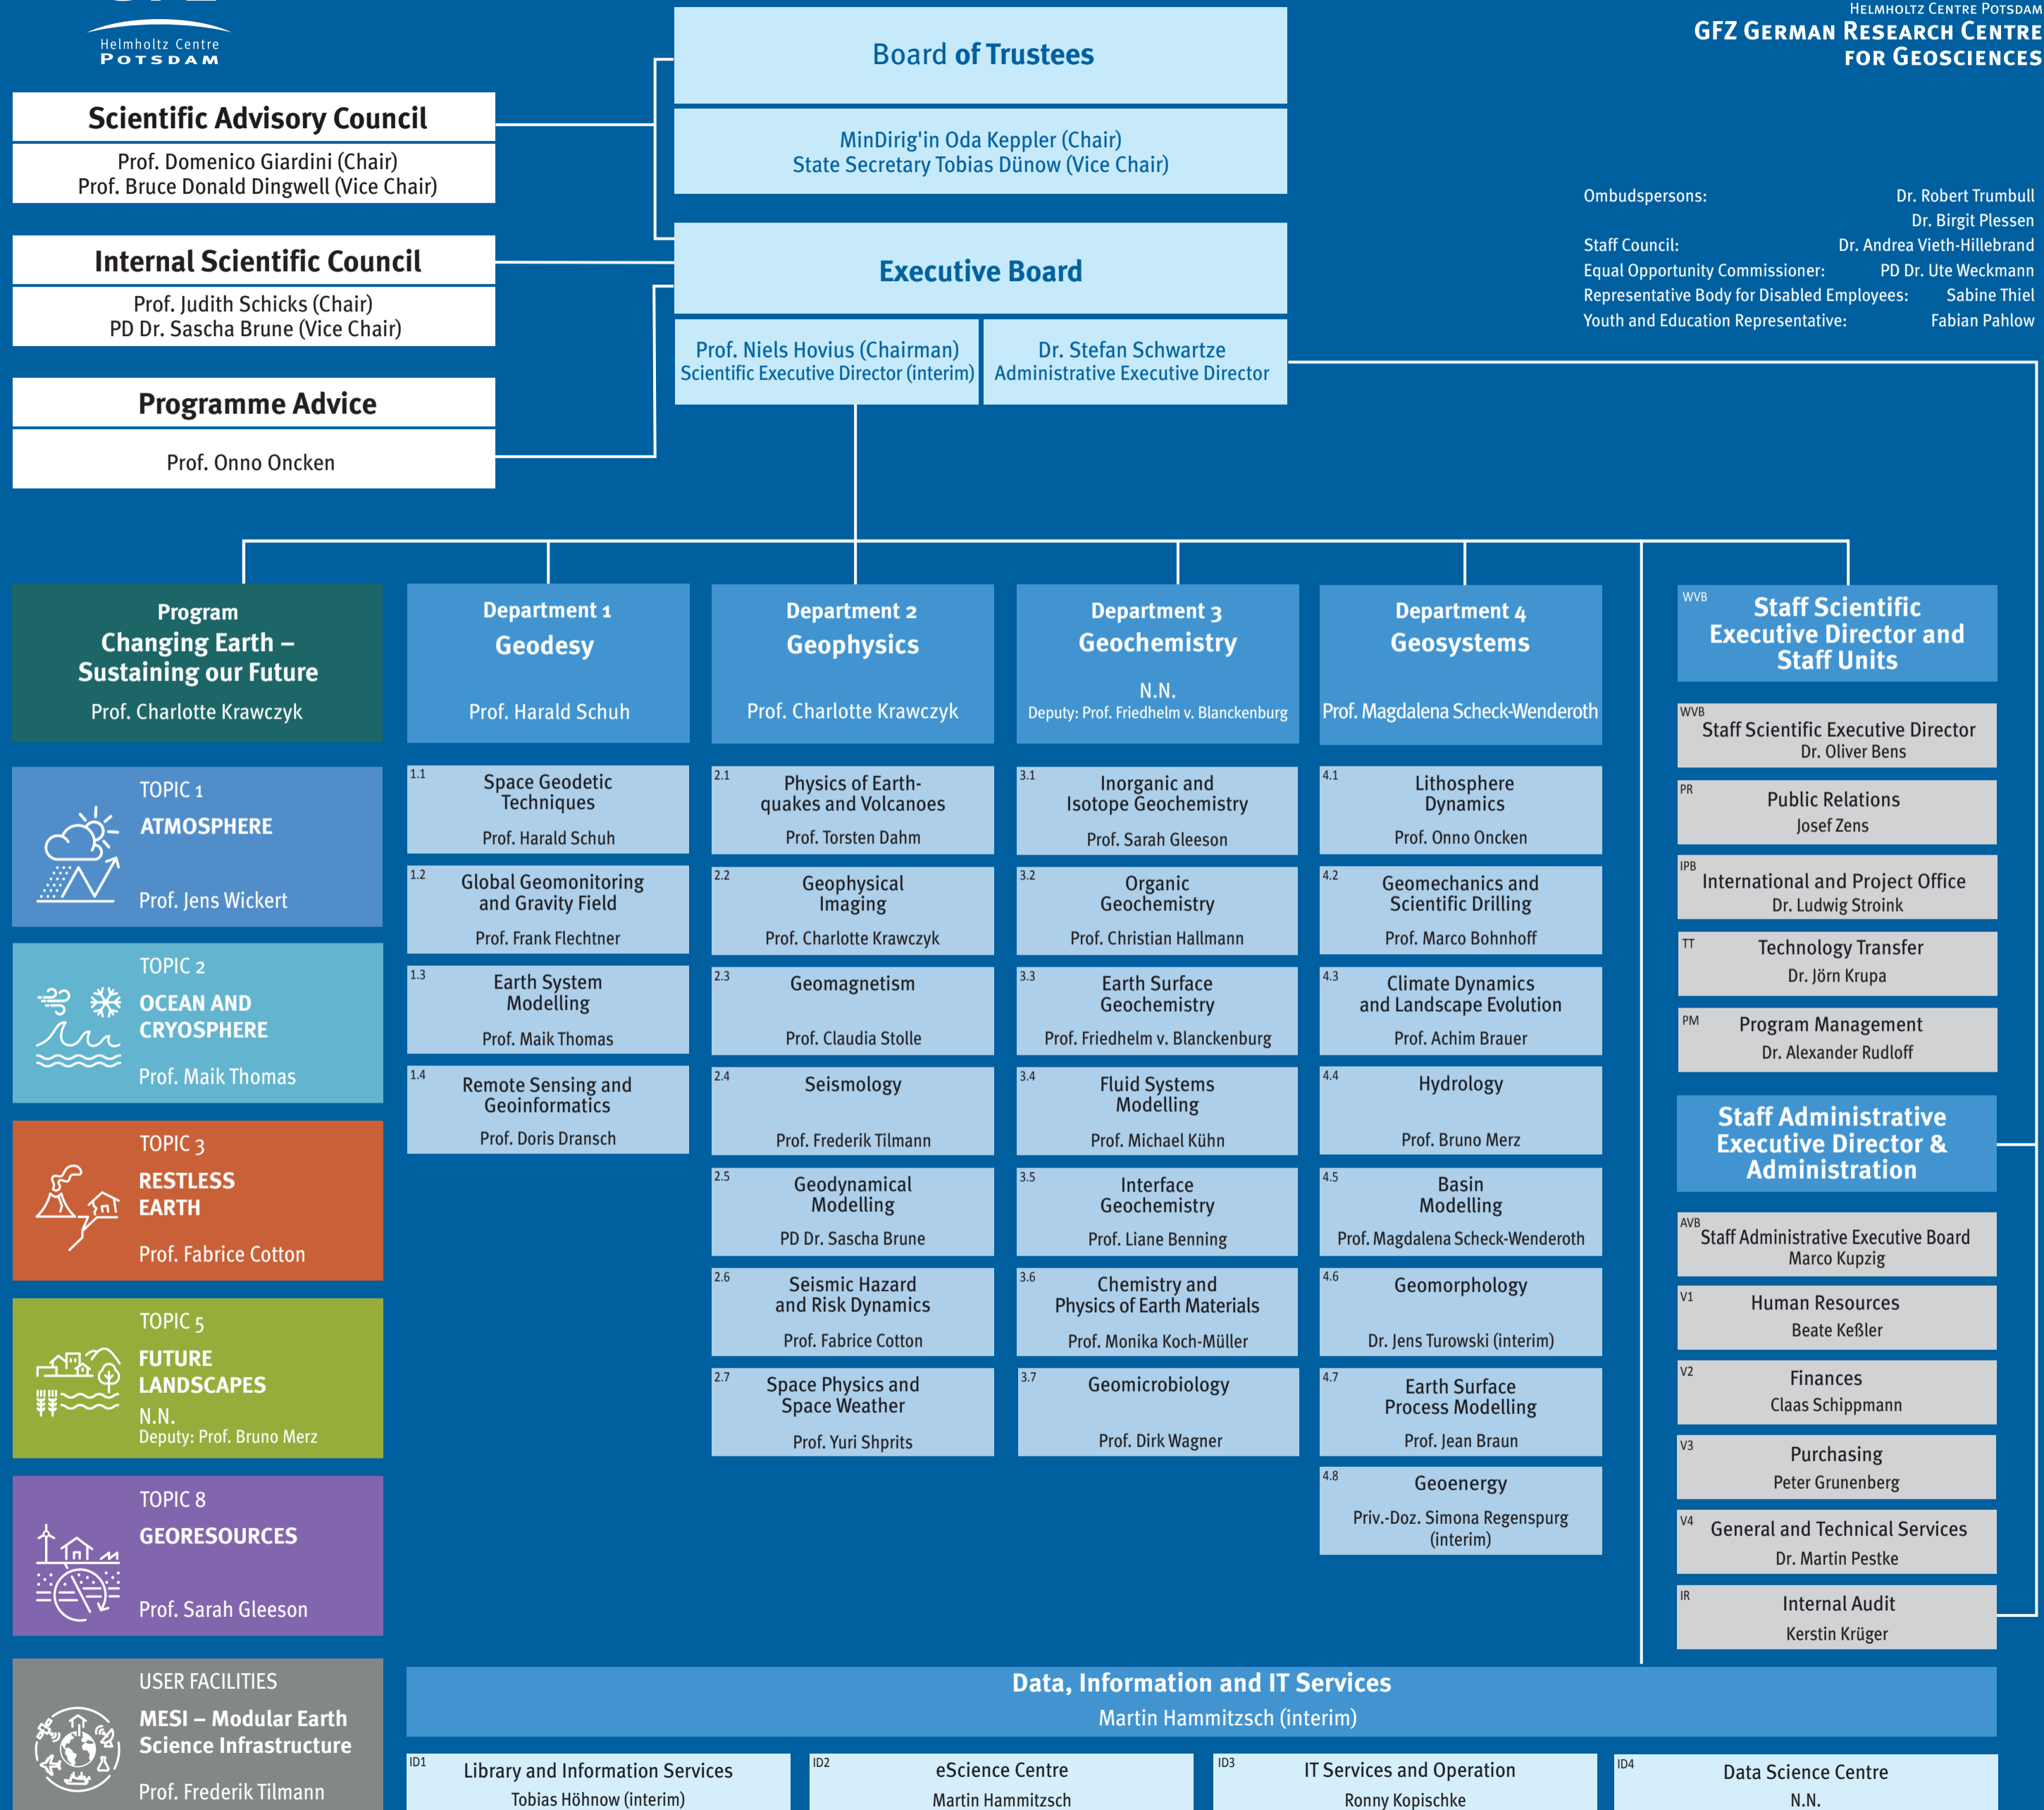 Helmholtz Centre
POTSDAM
HELMHOLTZ CENTRE POTSDAM
GFZ GERMAN RESEARCH CENTRE
FOR GEOSCIENCES
Board of Trustees
MinDirig'in Oda Keppler (Chair)
State Secretary Tobias Dünow (Vice Chair)
Scientific Advisory Council
Prof. Domenico Giardini (Chair)
Prof. Bruce Donald Dingwell (Vice Chair)
Internal Scientific Council
Prof. Judith Schicks (Chair)
PD Dr. Sascha Brune (Vice Chair)
Programme Advice
Prof. Onno Oncken
Executive Board
Prof. Niels Hovius (Chairman)
Scientific Executive Director (interim)
Dr. Stefan Schwartze
Administrative Executive Director
Ombudspersons: Dr. Robert Trumbull
Dr. Birgit Plessen
Staff Council: Dr. Andrea Vieth-Hillebrand
Equal Opportunity Commissioner: PD Dr. Ute Weckmann
Representative Body for Disabled Employees: Sabine Thiel
Youth and Education Representative: Fabian Pahlow
Program
Changing Earth –
Sustaining our Future
Prof. Charlotte Krawczyk
TOPIC 1
ATMOSPHERE
Prof. Jens Wickert
TOPIC 2
OCEAN AND
CRYOSPHERE
Prof. Maik Thomas
TOPIC 3
RESTLESS
EARTH
Prof. Fabrice Cotton
TOPIC 5
FUTURE
LANDSCAPES
N.N.
Deputy: Prof. Bruno Merz
TOPIC 8
GEORESOURCES
Prof. Sarah Gleeson
USER FACILITIES
MESI – Modular Earth
Science Infrastructure
Prof. Frederik Tilmann
Department 1
Geodesy
Prof. Harald Schuh
1.1
Space Geodetic
Techniques
Prof. Harald Schuh
1.2
Global Geomonitoring
and Gravity Field
Prof. Frank Flechtner
1.3
Earth System
Modelling
Prof. Maik Thomas
1.4
Remote Sensing and
Geoinformatics
Prof. Doris Dransch
Department 2
Geophysics
Prof. Charlotte Krawczyk
2.1
Physics of Earth-
quakes and Volcanoes
Prof. Torsten Dahm
2.2
Geophysical
Imaging
Prof. Charlotte Krawczyk
2.3
Geomagnetism
Prof. Claudia Stolle
2.4
Seismology
Prof. Frederik Tilmann
2.5
Geodynamical
Modelling
PD Dr. Sascha Brune
2.6
Seismic Hazard
and Risk Dynamics
Prof. Fabrice Cotton
2.7
Space Physics and
Space Weather
Prof. Yuri Shprits
Department 3
Geochemistry
N.N.
Deputy: Prof. Friedhelm v. Blanckenburg
3.1
Inorganic and
Isotope Geochemistry
Prof. Sarah Gleeson
3.2
Organic
Geochemistry
Prof. Christian Hallmann
3.3
Earth Surface
Geochemistry
Prof. Friedhelm v. Blanckenburg
3.4
Fluid Systems
Modelling
Prof. Michael Kühn
3.5
Interface
Geochemistry
Prof. Liane Benning
3.6
Chemistry and
Physics of Earth Materials
Prof. Monika Koch-Müller
3.7
Geomicrobiology
Prof. Dirk Wagner
Department 4
Geosystems
Prof. Magdalena Scheck-Wenderoth
4.1
Lithosphere
Dynamics
Prof. Onno Oncken
4.2
Geomechanics and
Scientific Drilling
Prof. Marco Bohnhoff
4.3
Climate Dynamics
and Landscape Evolution
Prof. Achim Brauer
4.4
Hydrology
Prof. Bruno Merz
4.5
Basin
Modelling
Prof. Magdalena Scheck-Wenderoth
4.6
Geomorphology
Dr. Jens Turowski (interim)
4.7
Earth Surface
Process Modelling
Prof. Jean Braun
4.8
Geoenergy
Priv.-Doz. Simona Regenspurg
(interim)
WVB
Staff Scientific
Executive Director and
Staff Units
WVB
Staff Scientific Executive Director
Dr. Oliver Bens
PR
Public Relations
Josef Zens
IPB
International and Project Office
Dr. Ludwig Stroink
TT
Technology Transfer
Dr. Jörn Krupa
PM
Program Management
Dr. Alexander Rudloff
Staff Administrative
Executive Director &
Administration
AVB
Staff Administrative Executive Board
Marco Kupzig
V1
Human Resources
Beate Keßler
V2
Finances
Claas Schippmann
V3
Purchasing
Peter Grunenberg
V4
General and Technical Services
Dr. Martin Pestke
IR
Internal Audit
Kerstin Krüger
Data, Information and IT Services
Martin Hammitzsch (interim)
ID1
Library and Information Services
Tobias Höhnow (interim)
ID2
eScience Centre
Martin Hammitzsch
ID3
IT Services and Operation
Ronny Kopischke
ID4
Data Science Centre
N.N.